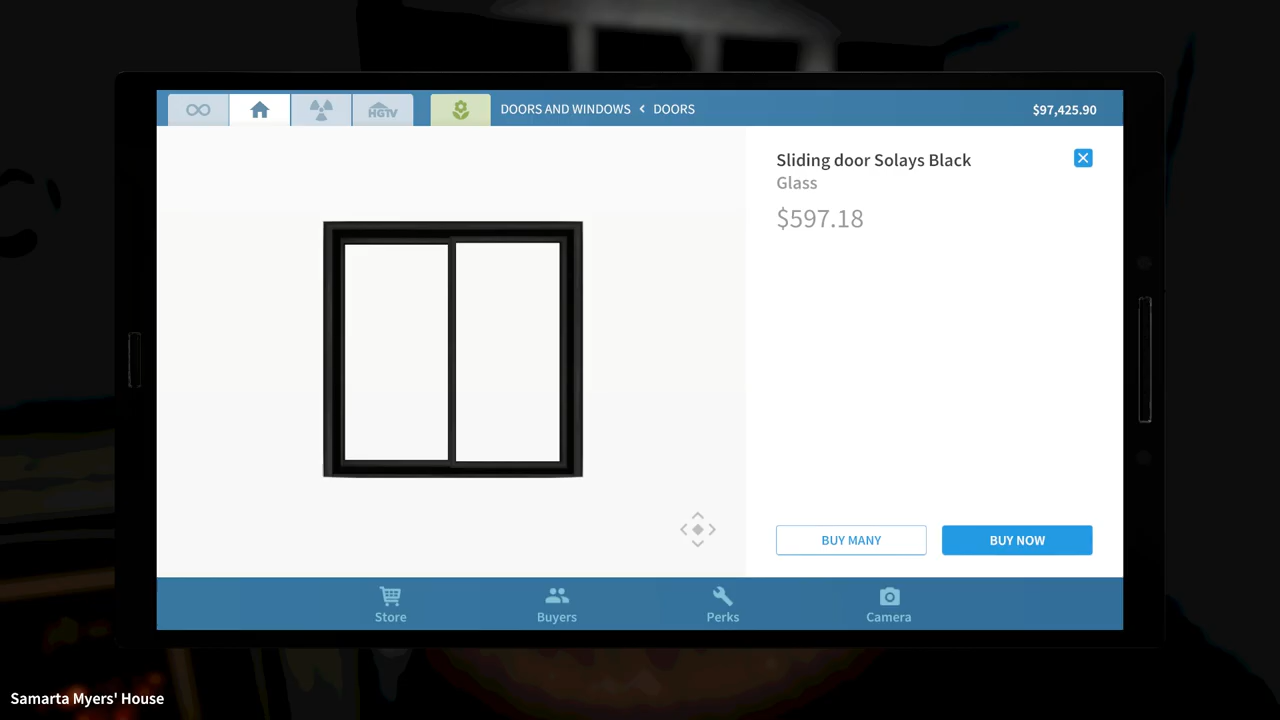 HGTV
DOORS AND WINDOWS < DOORS
$97,425.90
Sliding door Solays Black
Glass
$597.18
BUY MANY
BUY NOW
Store
Buyers
Perks
Camera
Samarta Myers' House